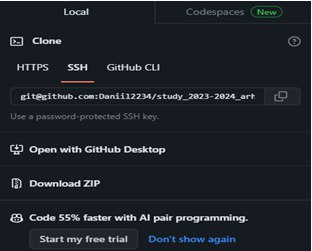 Local
Codespaces New
Clone
HTTPS SSH GitHub CLI
git@github.com:Daniil2234/study_2023-2024_arh
Use a password-protected SSH key.
Open with GitHub Desktop
Download ZIP
Code 55% faster with AI pair programming.
Start my free trial Don't show again